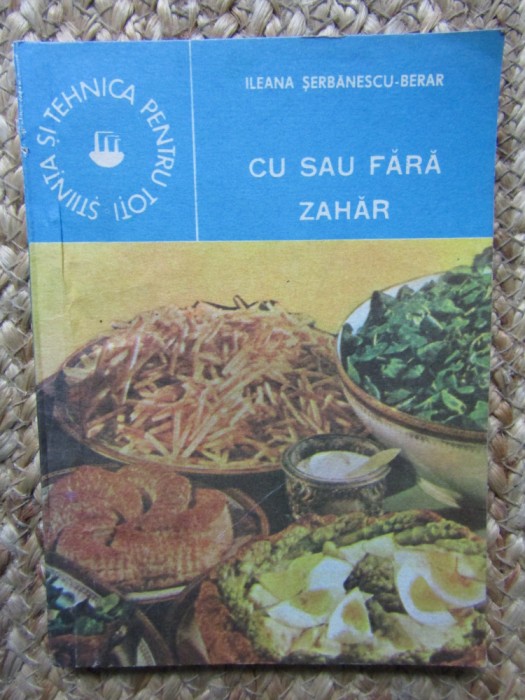 ȘTIINȚA ȘI TEHNICA PENTRU TOȚI
ILEANA ȘERBĂNESCU-BERAR
CU SAU FĂRĂ
ZAHĂR